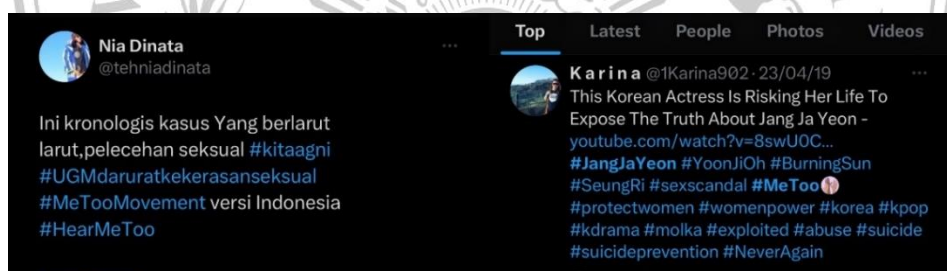 Nia Dinata
@tehniadinata
Ini kronologis kasus Yang berlarut
larut,pelecehan seksual #kitaagni
#UGMdaruratkekerasanseksual
#MeTooMovement versi Indonesia
#HearMeToo
Top Latest People Photos Videos
Karina @1Karina902 · 23/04/19
This Korean Actress Is Risking Her Life To
Expose The Truth About Jang Ja Yeon -
youtube.com/watch?v=8swU0C...
#JangJaYeon #YoonJiOh #BurningSun
#SeungRi #sexscandal #MeToo
#protectwomen #womenpower #korea #kpop
#kdrama #molka #exploited #abuse #suicide
#suicideprevention #NeverAgain